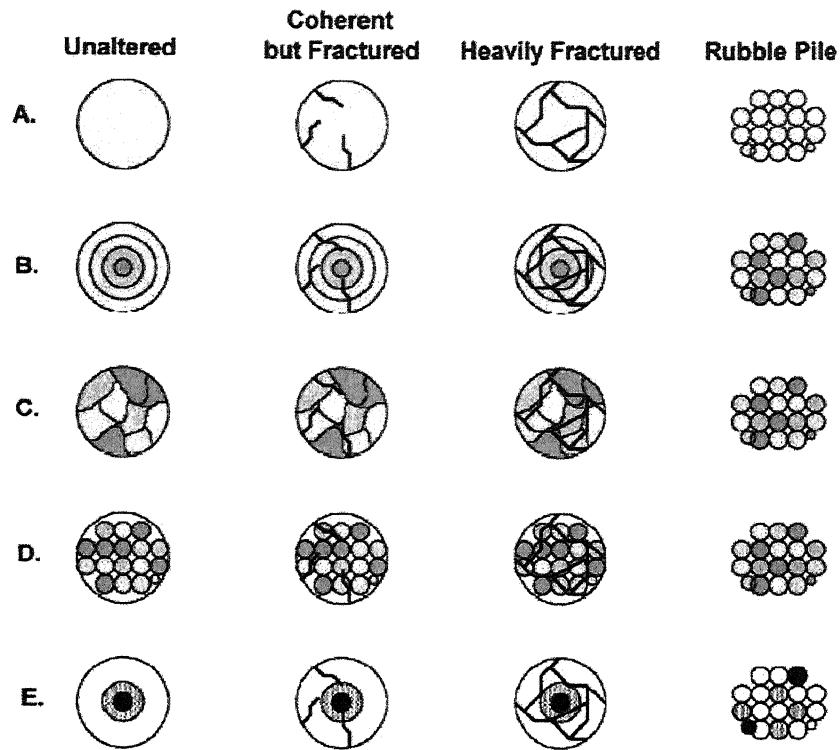 Unaltered
Coherent
but Fractured
Heavily Fractured
Rubble Pile
A.
B.
C.
D.
E.